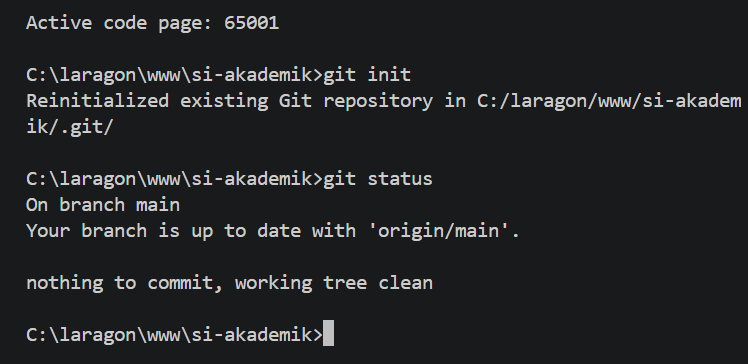 Active code page: 65001
C:\laragon\www\si-akademik>git init
Reinitialized existing Git repository in C:/laragon/www/si-akadem
ik/.git/
C:\laragon\www\si-akademik>git status
On branch main
Your branch is up to date with 'origin/main'.
nothing to commit, working tree clean
C:\laragon\www\si-akademik>